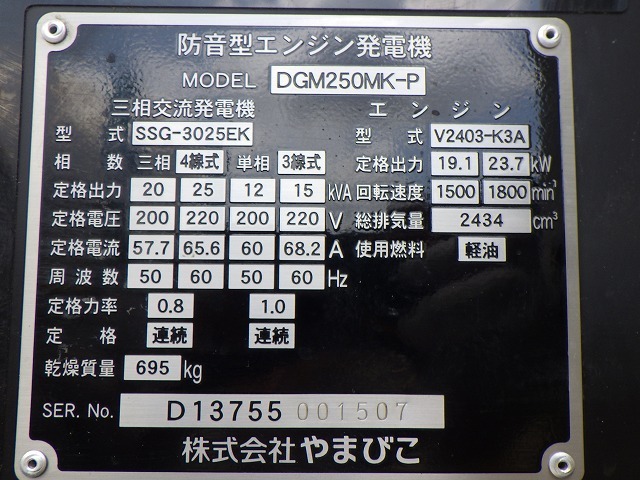 防音型エンジン発電機
MODEL DGM250MK-P
三相交流発電機 エンジン
型式 SSG-3025EK 型式 V2403-K3A
相数 三相 4線式 単相 3線式 定格出力 19.1 23.7 kW
定格出力 20 25 12 15 kVA 回転速度 1500 1800 min⁻¹
定格電圧 200 220 200 220 V 総排気量 2434 cm³
定格電流 57.7 65.6 60 68.2 A 使用燃料 軽油
周波数 50 60 50 60 Hz
定格力率 0.8 1.0
定格 連続 連続
乾燥質量 695 kg
SER. No. D13755 001507
株式会社やまびこ